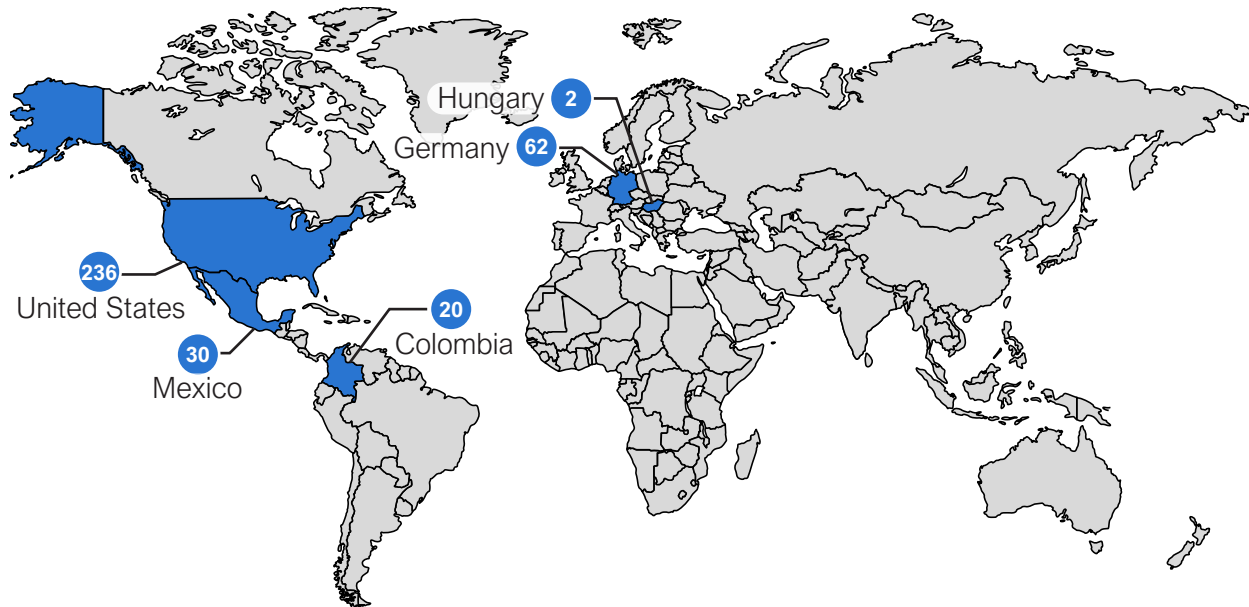 Hungary 2
Germany 62
236
United States
20
Colombia
30
Mexico